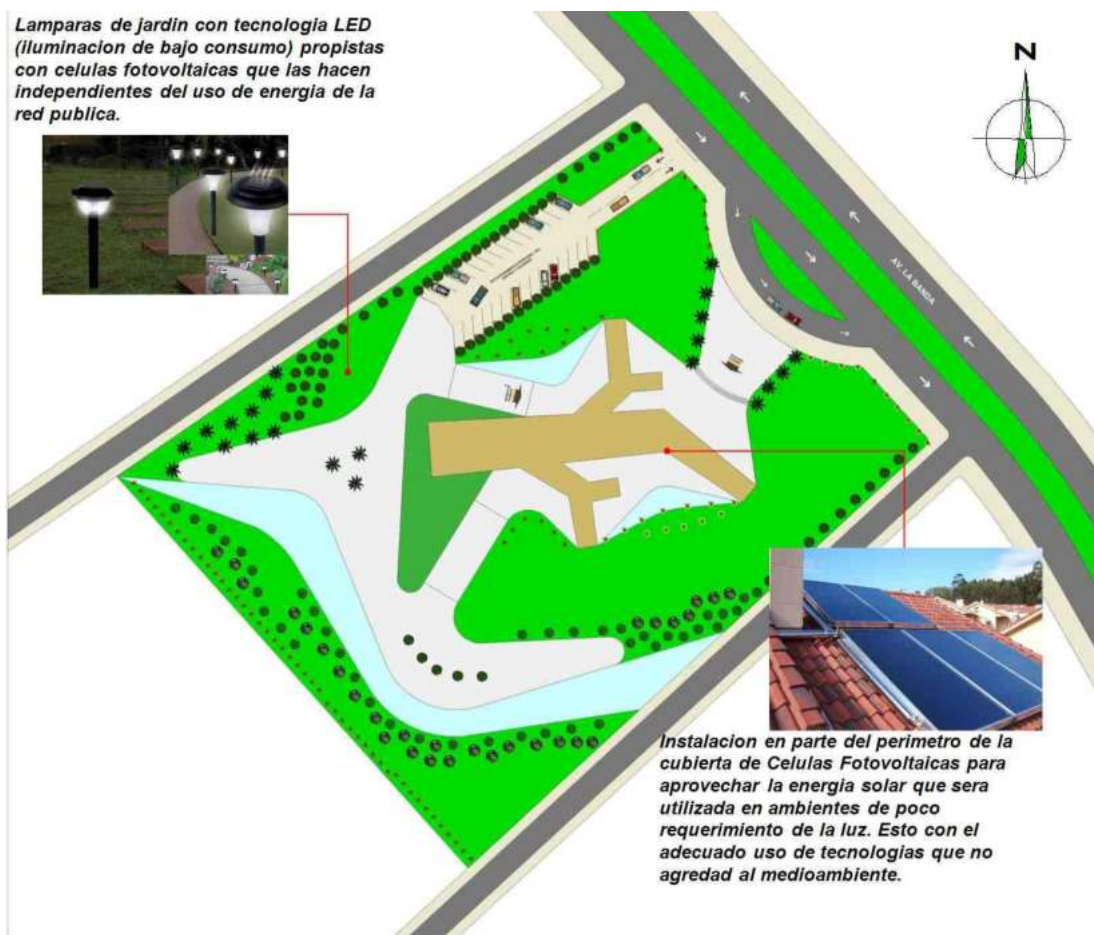 Lamparas de jardin con tecnologia LED
(iluminacion de bajo consumo) propistas
con celulas fotovoltaicas que las hacen
independientes del uso de energia de la
red publica.
N
AV. LA BANDA
Instalacion en parte del perimetro de la
cubierta de Celulas Fotovoltaicas para
aprovechar la energia solar que sera
utilizada en ambientes de poco
requerimiento de la luz. Esto con el
adecuado uso de tecnologias que no
agredad al medioambiente.